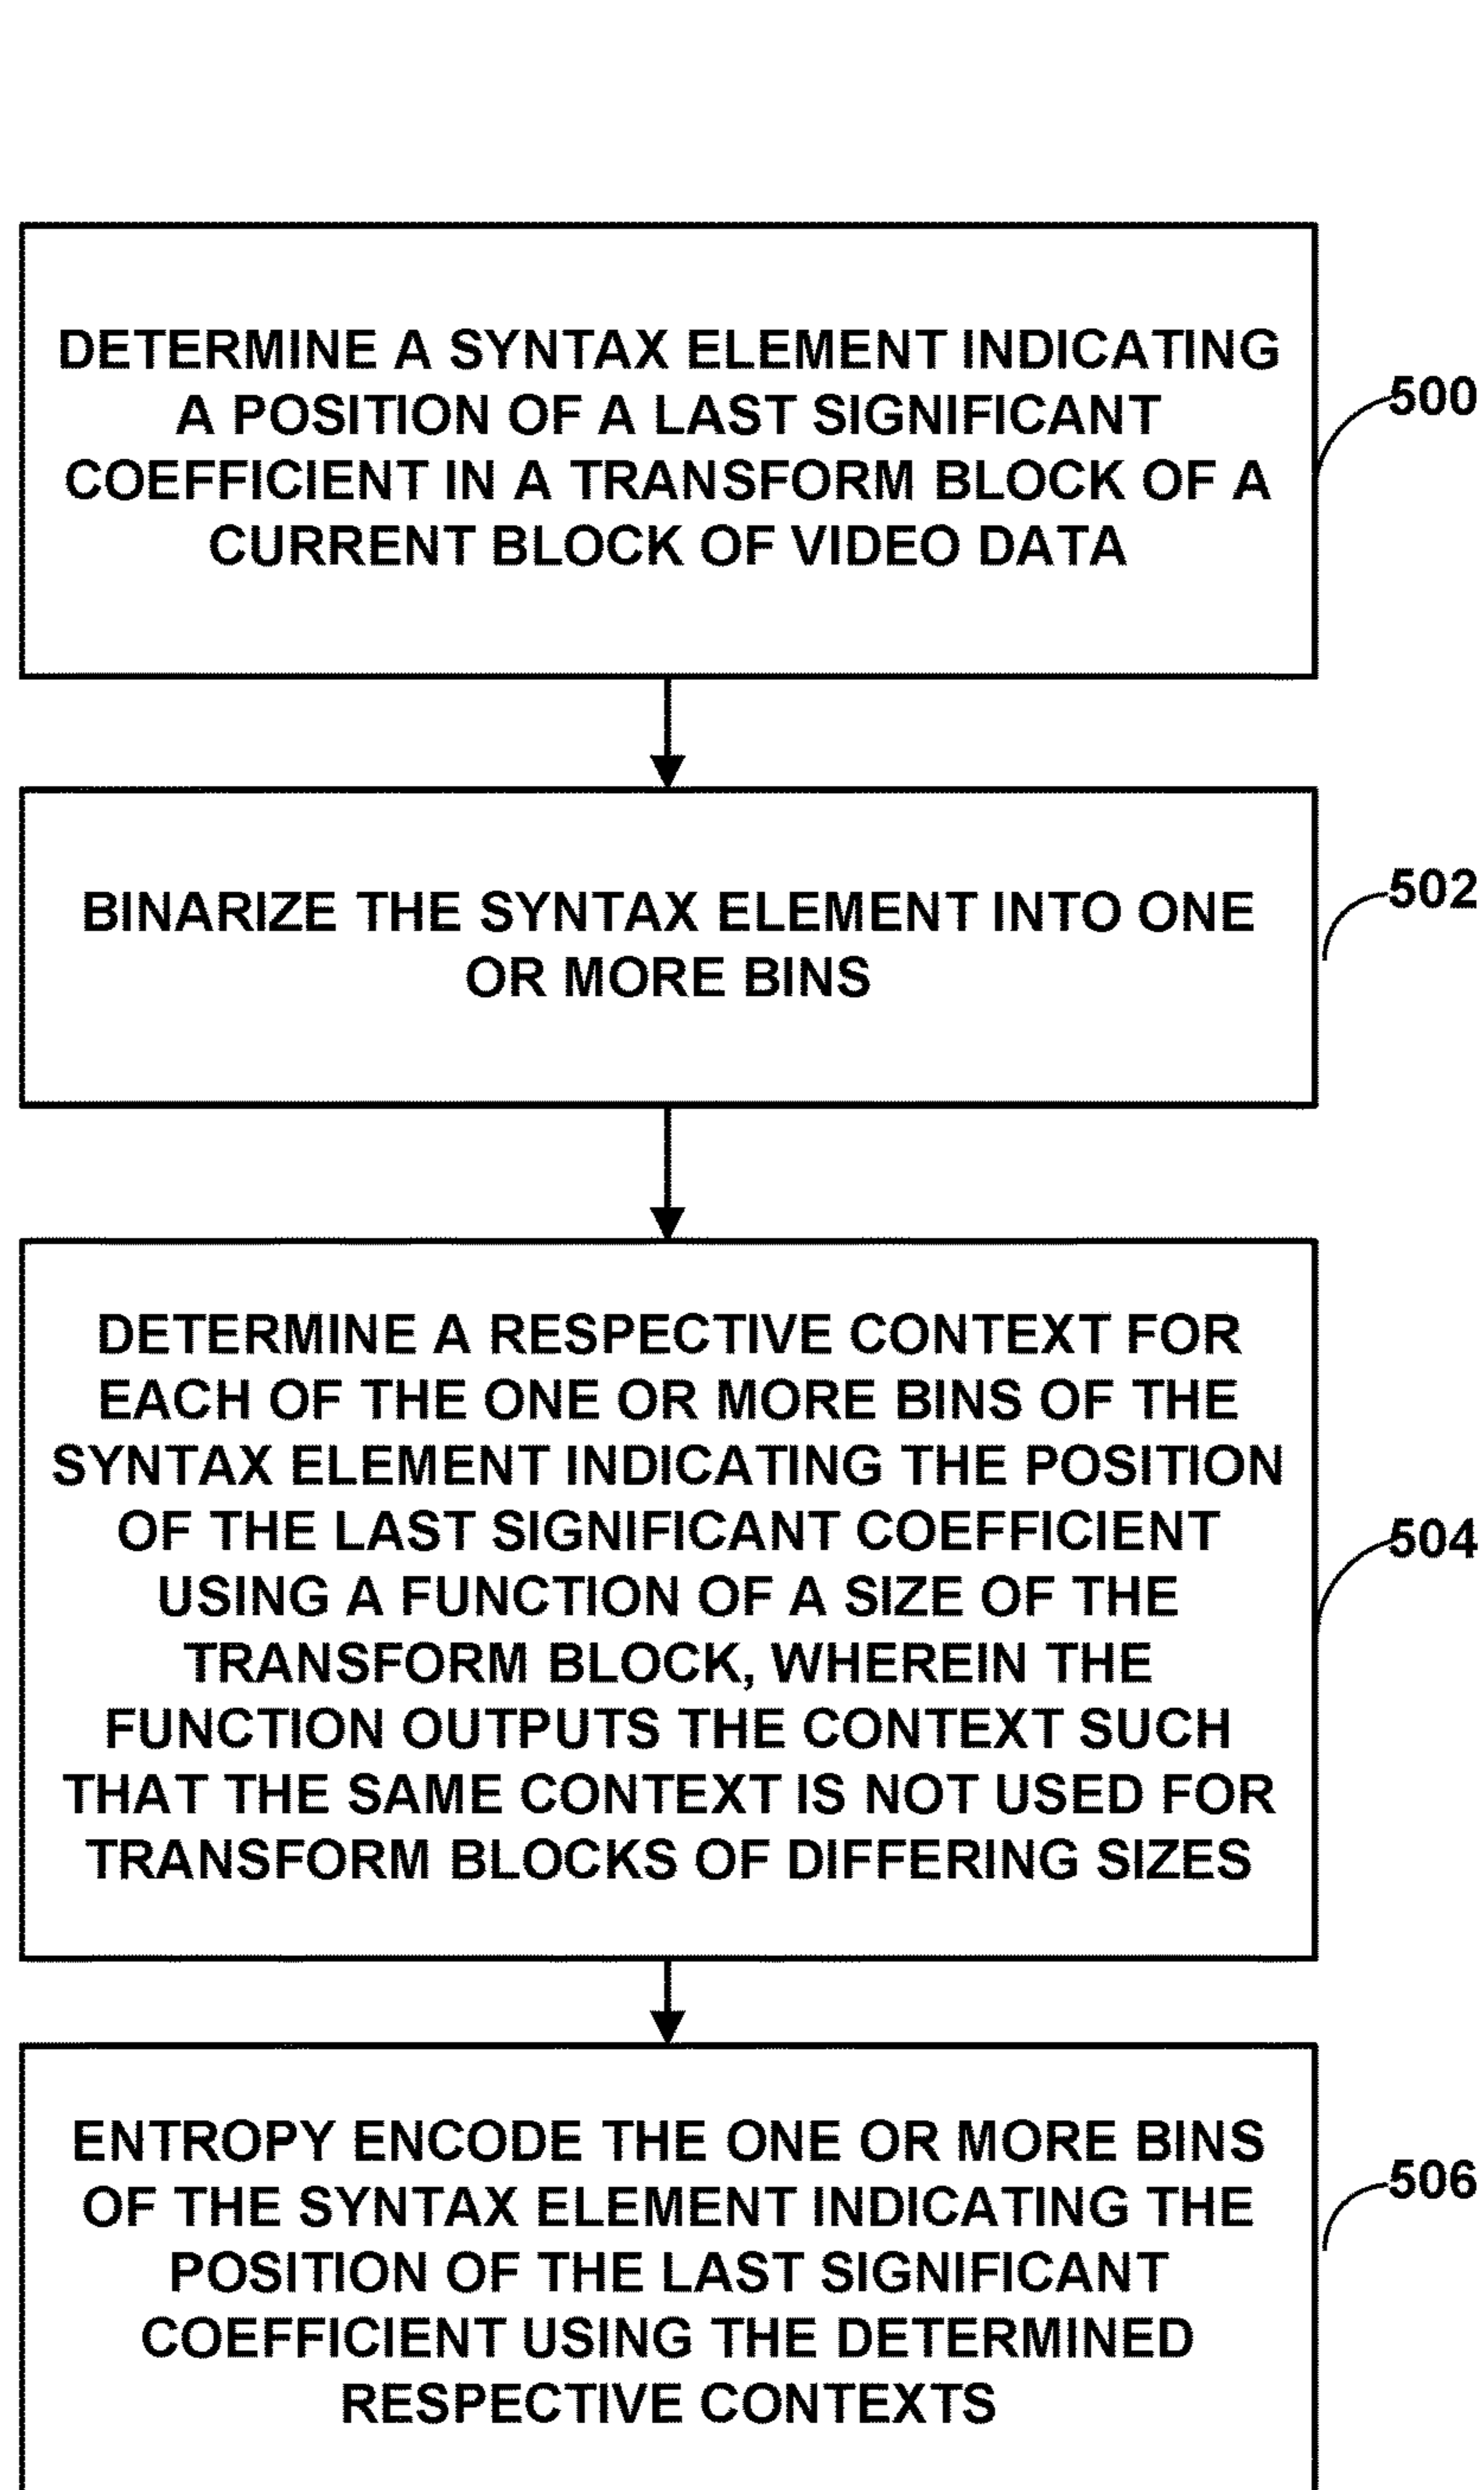 DETERMINE A SYNTAX ELEMENT INDICATING
A POSITION OF A LAST SIGNIFICANT
COEFFICIENT IN A TRANSFORM BLOCK OF A
CURRENT BLOCK OF VIDEO DATA
500
BINARIZE THE SYNTAX ELEMENT INTO ONE
OR MORE BINS
502
DETERMINE A RESPECTIVE CONTEXT FOR
EACH OF THE ONE OR MORE BINS OF THE
SYNTAX ELEMENT INDICATING THE POSITION
OF THE LAST SIGNIFICANT COEFFICIENT
USING A FUNCTION OF A SIZE OF THE
TRANSFORM BLOCK, WHEREIN THE
FUNCTION OUTPUTS THE CONTEXT SUCH
THAT THE SAME CONTEXT IS NOT USED FOR
TRANSFORM BLOCKS OF DIFFERING SIZES
504
ENTROPY ENCODE THE ONE OR MORE BINS
OF THE SYNTAX ELEMENT INDICATING THE
POSITION OF THE LAST SIGNIFICANT
COEFFICIENT USING THE DETERMINED
RESPECTIVE CONTEXTS
506